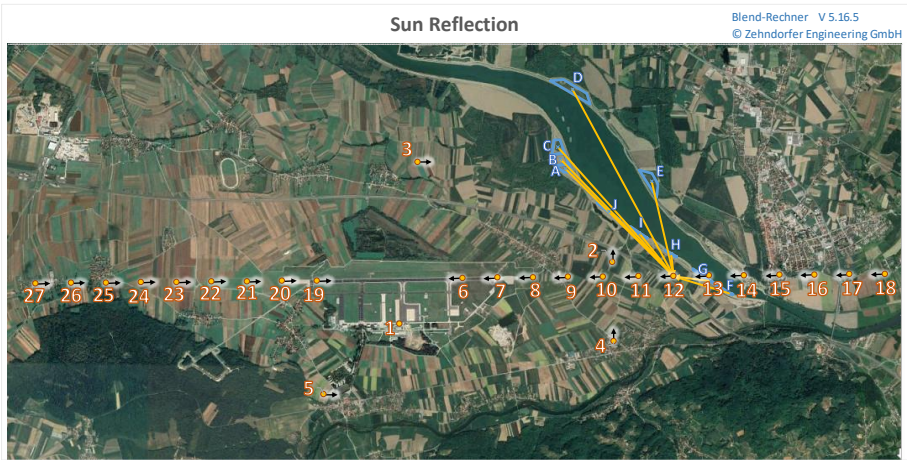 Sun Reflection
Blend-Rechner V 5.16.5
© Zehndorfer Engineering GmbH
D
3
C
B
A
E
J
I
2
H
G
F
27 26 25 24 23 22 21 20 19 6 7 8 9 10 11 12 13 14 15 16 17 18
1
4
5